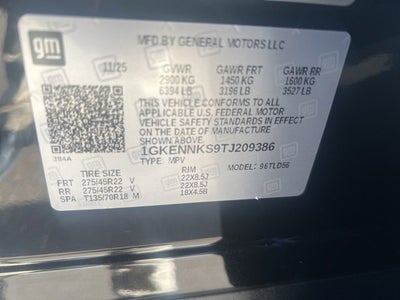 gm
MFD BY GENERAL MOTORS LLC
11/25 GVWR GAWR FRT GAWR RR
2900 KG 1450 KG 1600 KG
6394 LB 3196 LB 3527 LB
THIS VEHICLE CONFORMS TO ALL
APPLICABLE U.S. FEDERAL MOTOR
VEHICLE SAFETY STANDARDS IN EFFECT
ON THE DATE OF MANUFACTURE
SHOWN ABOVE.
1GKENNKS9TJ209386
3B4A TYPE: MPV MODEL: 96TLD56
TIRE SIZE RIM
FRT 275/45R22 V 22X8.5J
RR 275/45R22 V 22X8.5J
SPA T135/70R18 M 18X4.5B